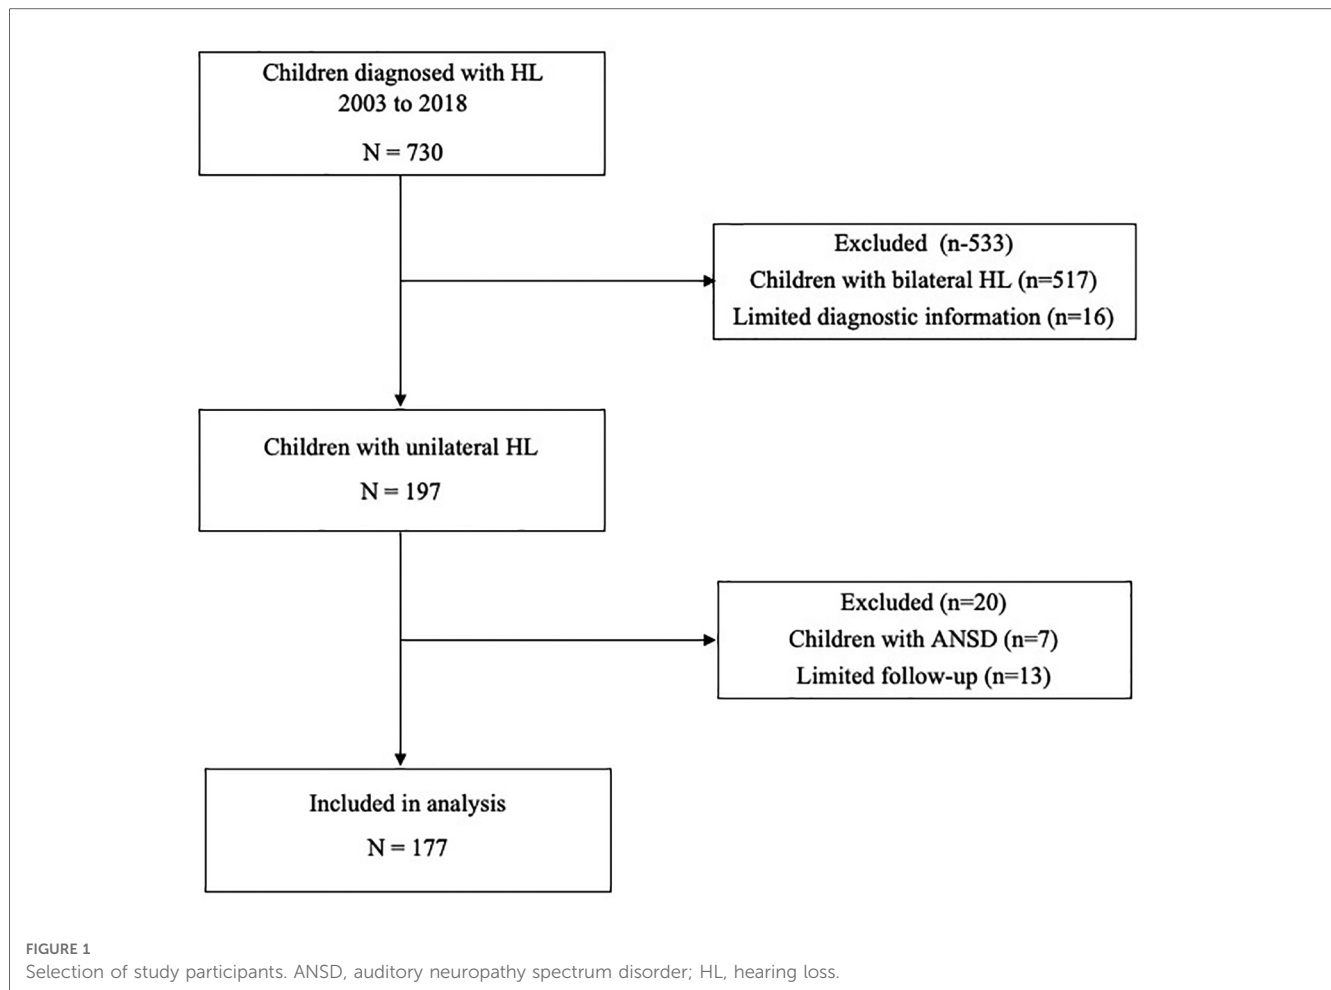 Children diagnosed with HL
2003 to 2018
N = 730
Excluded (n-533)
Children with bilateral HL (n=517)
Limited diagnostic information (n=16)
Children with unilateral HL
N = 197
Excluded (n=20)
Children with ANSD (n=7)
Limited follow-up (n=13)
Included in analysis
N = 177
FIGURE 1
Selection of study participants. ANSD, auditory neuropathy spectrum disorder; HL, hearing loss.